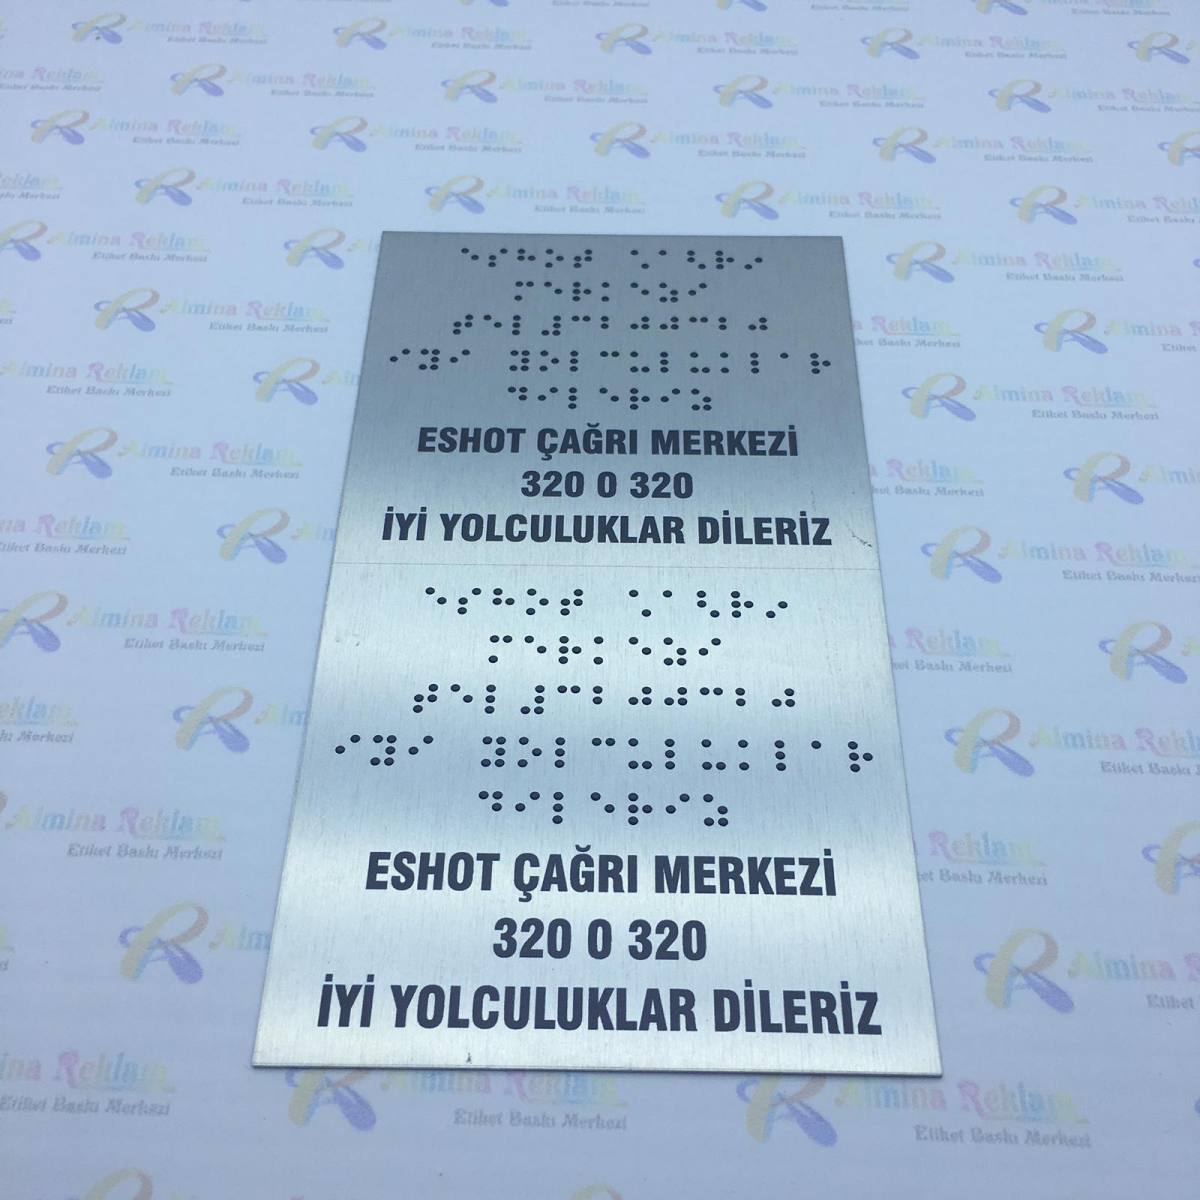 ESHOT ÇAĞRI MERKEZİ
320 0 320
İYİ YOLCULUKLAR DİLERİZ
ESHOT ÇAĞRI MERKEZİ
320 0 320
İYİ YOLCULUKLAR DİLERİZ
Almina Reklam
Etiket Baskı Merkezi